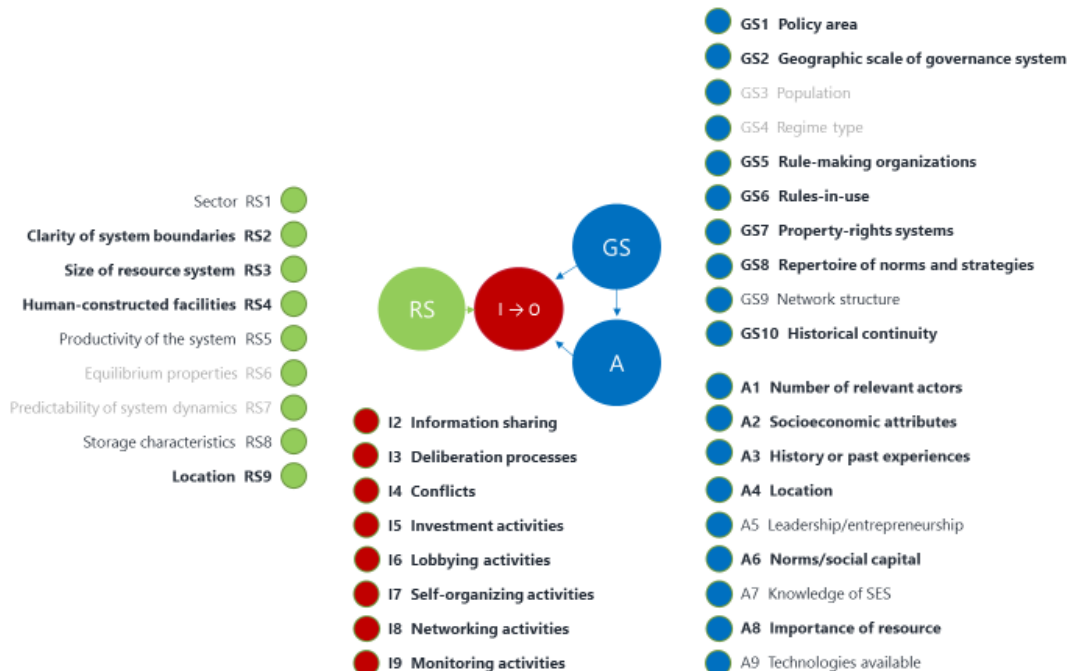 Sector RS1
Clarity of system boundaries RS2
Size of resource system RS3
Human-constructed facilities RS4
Productivity of the system RS5
Equilibrium properties RS6
Predictability of system dynamics RS7
Storage characteristics RS8
Location RS9
RS
I → O
GS
A
I2 Information sharing
I3 Deliberation processes
I4 Conflicts
I5 Investment activities
I6 Lobbying activities
I7 Self-organizing activities
I8 Networking activities
I9 Monitoring activities
GS1 Policy area
GS2 Geographic scale of governance system
GS3 Population
GS4 Regime type
GS5 Rule-making organizations
GS6 Rules-in-use
GS7 Property-rights systems
GS8 Repertoire of norms and strategies
GS9 Network structure
GS10 Historical continuity
A1 Number of relevant actors
A2 Socioeconomic attributes
A3 History or past experiences
A4 Location
A5 Leadership/entrepreneurship
A6 Norms/social capital
A7 Knowledge of SES
A8 Importance of resource
A9 Technologies available